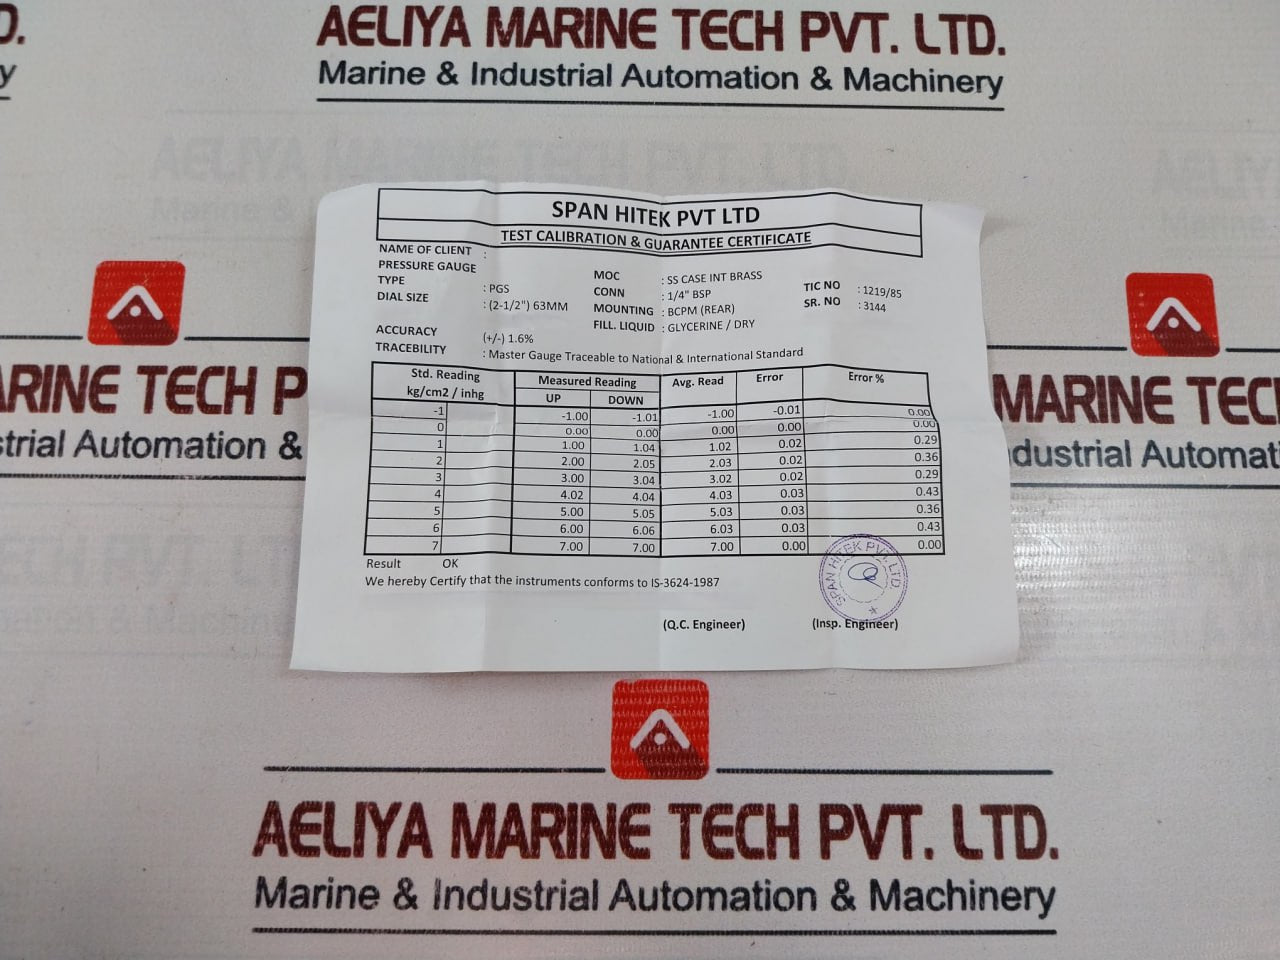 D.
y
AELIYA MARINE TECH PVT. LTD.
Marine & Industrial Automation & Machinery
AELIYA MARINE TECH PVT. LTD.
SPAN HITEK PVT LTD
TEST CALIBRATION & GUARANTEE CERTIFICATE
NAME OF CLIENT :
PRESSURE GAUGE
TYPE : PGS
DIAL SIZE : (2-1/2") 63MM
MOC : SS CASE INT BRASS
CONN : 1/4" BSP
MOUNTING : BCPM (REAR)
FILL. LIQUID : GLYCERINE / DRY
TIC NO : 1219/85
SR. NO : 3144
ACCURACY (+/-) 1.6%
TRACEBILITY : Master Gauge Traceable to National & International Standard
Std. Reading kg/cm2 / inhg Measured Reading Avg. Read Error Error %
UP DOWN
-1 -1.00 -1.01 -1.00 -0.01 0.00
0 0.00 0.00 0.00 0.00 0.00
1 1.00 1.04 1.02 0.02 0.29
2 2.00 2.05 2.03 0.02 0.36
3 3.00 3.04 3.02 0.02 0.29
4 4.02 4.04 4.03 0.03 0.43
5 5.00 5.05 5.03 0.03 0.36
6 6.00 6.06 6.03 0.03 0.43
7 7.00 7.00 7.00 0.00 0.00
Result OK
We hereby Certify that the instruments conforms to IS-3624-1987
SPAN HITEK PVT. LTD.
(Q.C. Engineer) (Insp. Engineer)
ARINE TECH P
strial Automation &
MARINE TEC
dustrial Automati
AELIYA MARINE TECH PVT. LTD.
Marine & Industrial Automation & Machinery